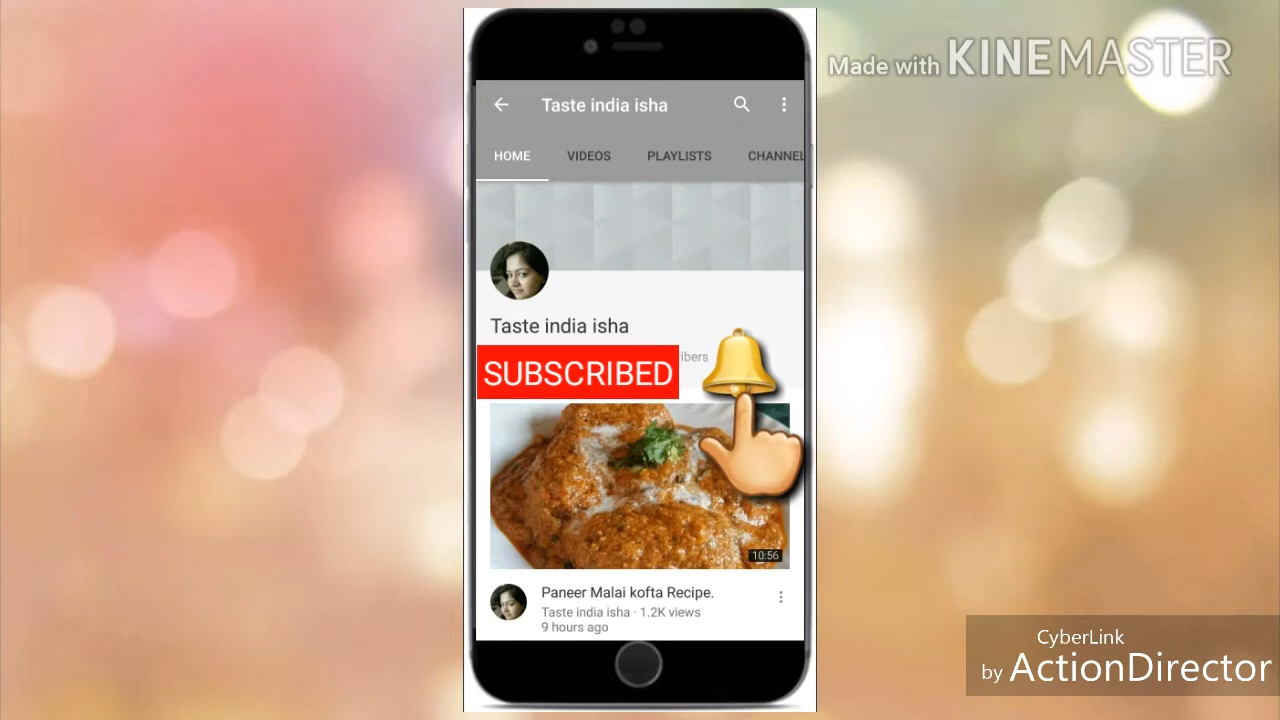 Made with KINEMASTER
Taste india isha
HOME VIDEOS PLAYLISTS CHANNEL
Taste india isha
SUBSCRIBED
10:56
Paneer Malai kofta Recipe.
Taste india isha · 1.2K views
9 hours ago
CyberLink
by ActionDirector